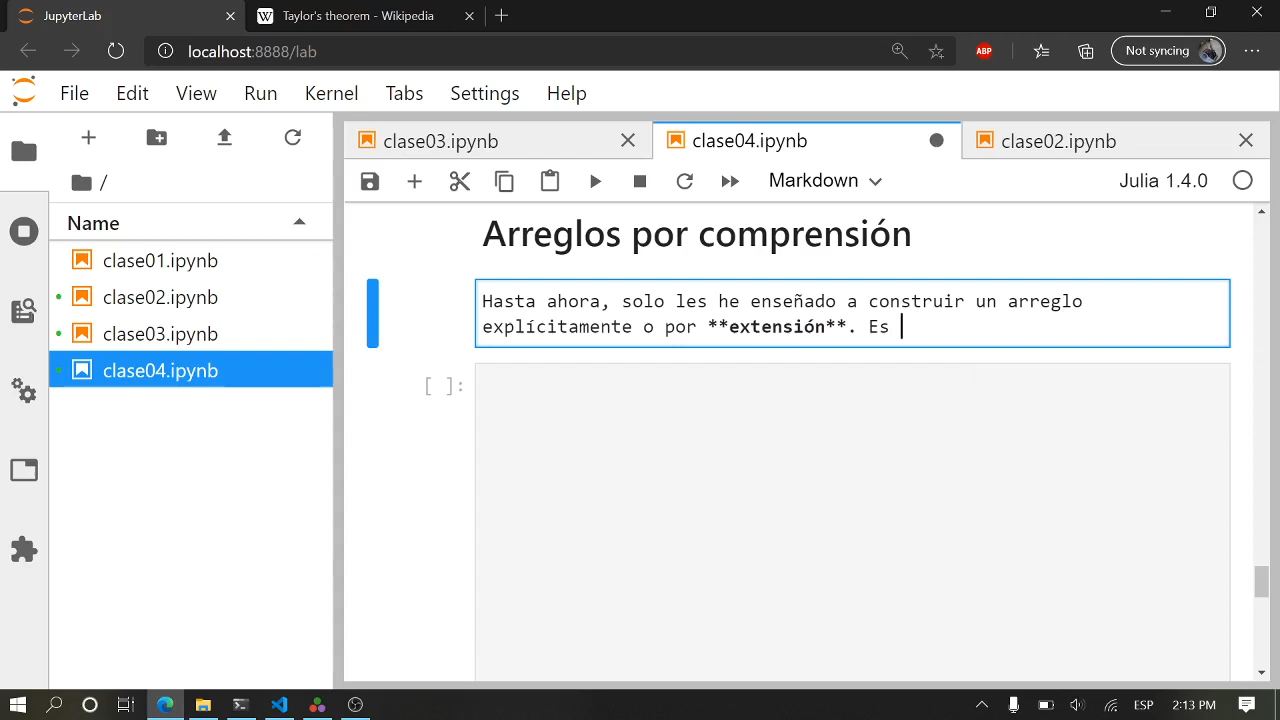 JupyterLab
Taylor's theorem - Wikipedia
localhost:8888/lab
ABP
Not syncing
File Edit View Run Kernel Tabs Settings Help
clase03.ipynb
clase04.ipynb
clase02.ipynb
/
Markdown
Julia 1.4.0
Name
clase01.ipynb
clase02.ipynb
clase03.ipynb
clase04.ipynb
Arreglos por comprensión
Hasta ahora, solo les he enseñado a construir un arreglo
explícitamente o por **extensión**. Es
[ ]:
ESP
2:13 PM